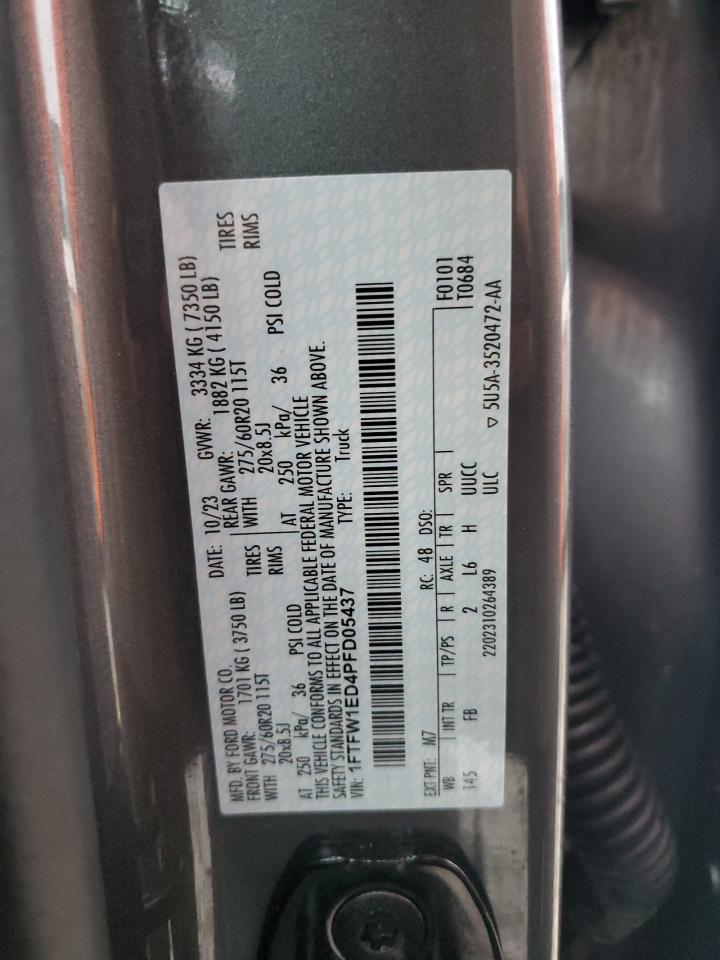 MFD. BY FORD MOTOR CO.
DATE: 10/23 GVWR: 3334 KG ( 7350 LB)
FRONT GAWR: 1701 KG ( 3750 LB)
REAR GAWR: 1882 KG ( 4150 LB)
WITH 275/60R20 115T TIRES
WITH 275/60R20 115T TIRES
20x8.5J RIMS
20x8.5J RIMS
AT 250 kPa/ 36 PSI COLD
AT 250 kPa/ 36 PSI COLD
THIS VEHICLE CONFORMS TO ALL APPLICABLE FEDERAL MOTOR VEHICLE
SAFETY STANDARDS IN EFFECT ON THE DATE OF MANUFACTURE SHOWN ABOVE.
VIN: 1FTFW1ED4PFD05437 TYPE: Truck
EXT PNT: M7 RC: 48 DSO: F0101
WB INT TR TP/PS R AXLE TR SPR T0684
145 FB 2 L6 H UUCC
2202310264389 ULC ▽ 5U5A-3520472-AA